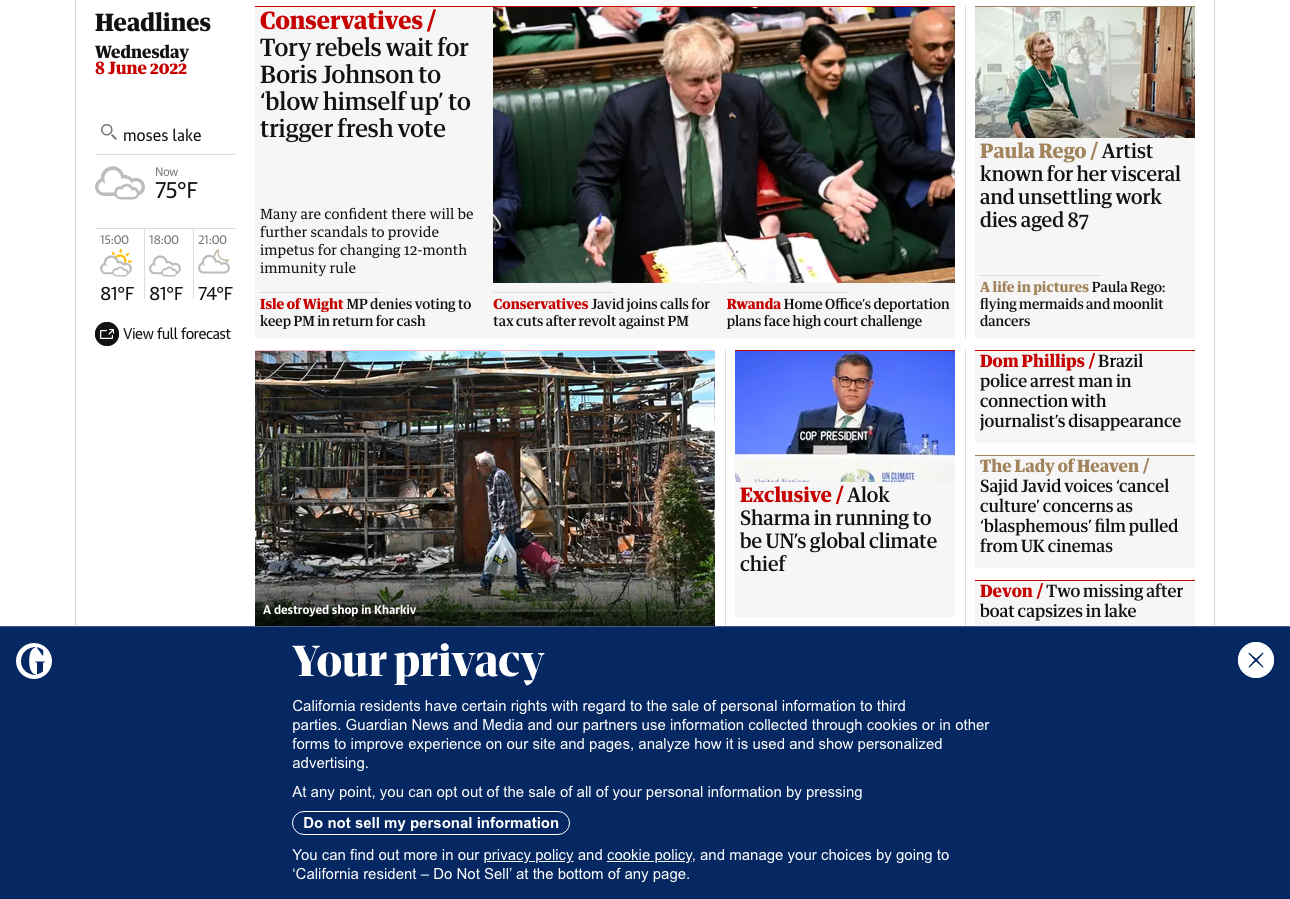 Headlines
Wednesday
8 June 2022
moses lake
Now
75°F
15:00
18:00
21:00
81°F
81°F
74°F
View full forecast
Conservatives /
Tory rebels wait for
Boris Johnson to
‘blow himself up’ to
trigger fresh vote
Many are confident there will be
further scandals to provide
impetus for changing 12-month
immunity rule
Isle of Wight MP denies voting to
keep PM in return for cash
Conservatives Javid joins calls for
tax cuts after revolt against PM
Rwanda Home Office’s deportation
plans face high court challenge
Paula Rego / Artist
known for her visceral
and unsettling work
dies aged 87
A life in pictures Paula Rego:
flying mermaids and moonlit
dancers
A destroyed shop in Kharkiv
COP PRESIDENT
United Nations
UN CLIMATE
Exclusive / Alok
Sharma in running to
be UN’s global climate
chief
Dom Phillips / Brazil
police arrest man in
connection with
journalist’s disappearance
The Lady of Heaven /
Sajid Javid voices ‘cancel
culture’ concerns as
‘blasphemous’ film pulled
from UK cinemas
Devon / Two missing after
boat capsizes in lake
Your privacy
California residents have certain rights with regard to the sale of personal information to third
parties. Guardian News and Media and our partners use information collected through cookies or in other
forms to improve experience on our site and pages, analyze how it is used and show personalized
advertising.
At any point, you can opt out of the sale of all of your personal information by pressing
Do not sell my personal information
You can find out more in our privacy policy and cookie policy, and manage your choices by going to
‘California resident – Do Not Sell’ at the bottom of any page.